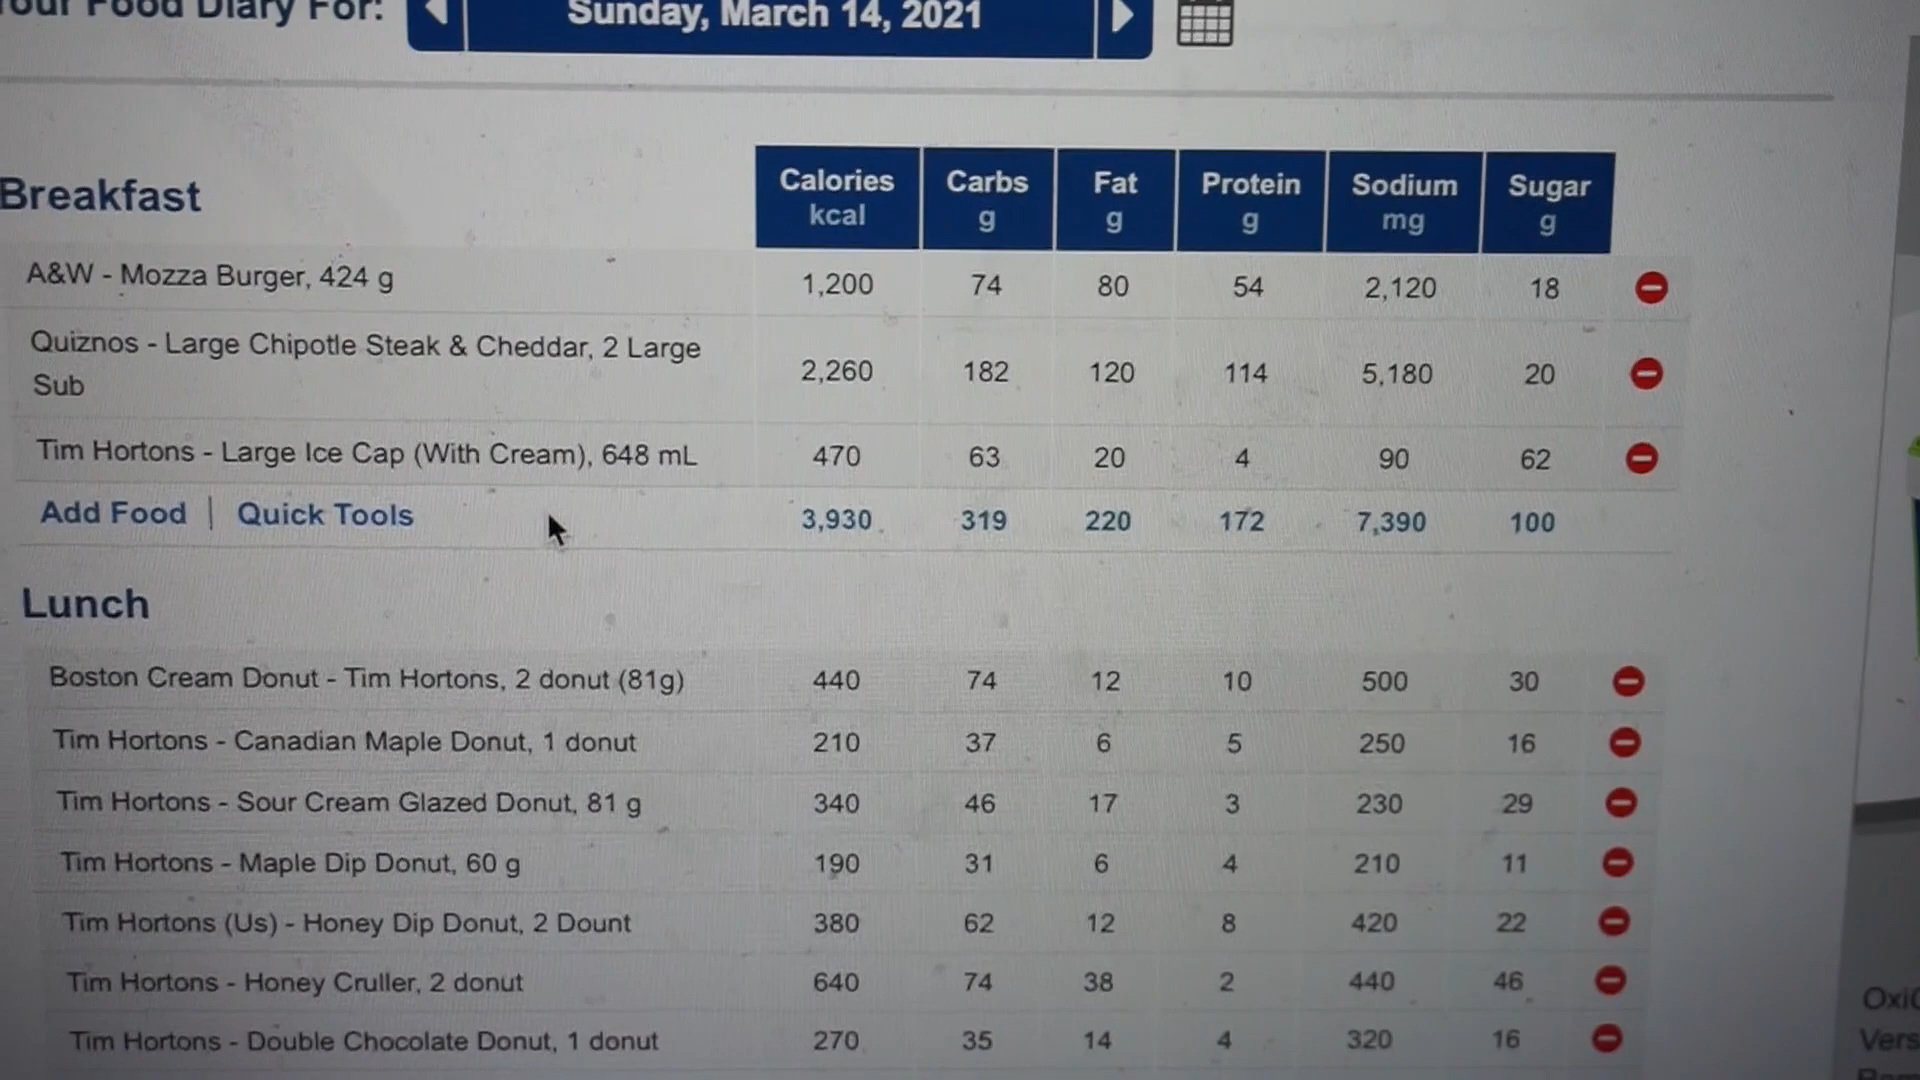 Your Food Diary For:
Sunday, March 14, 2021
Breakfast
Calories kcal Carbs g Fat g Protein g Sodium mg Sugar g
A&W - Mozza Burger, 424 g 1,200 74 80 54 2,120 18
Quiznos - Large Chipotle Steak & Cheddar, 2 Large
Sub 2,260 182 120 114 5,180 20
Tim Hortons - Large Ice Cap (With Cream), 648 mL 470 63 20 4 90 62
Add Food | Quick Tools 3,930 319 220 172 7,390 100
Lunch
Boston Cream Donut - Tim Hortons, 2 donut (81g) 440 74 12 10 500 30
Tim Hortons - Canadian Maple Donut, 1 donut 210 37 6 5 250 16
Tim Hortons - Sour Cream Glazed Donut, 81 g 340 46 17 3 230 29
Tim Hortons - Maple Dip Donut, 60 g 190 31 6 4 210 11
Tim Hortons (Us) - Honey Dip Donut, 2 Dount 380 62 12 8 420 22
Tim Hortons - Honey Cruller, 2 donut 640 74 38 2 440 46
Tim Hortons - Double Chocolate Donut, 1 donut 270 35 14 4 320 16
Vers